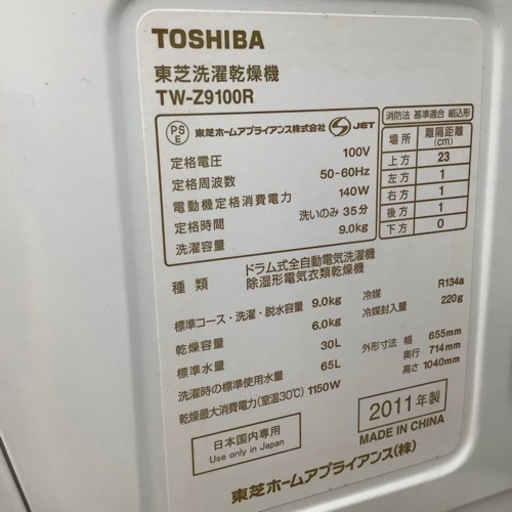 TOSHIBA
東芝洗濯乾燥機
TW-Z9100R
PS E 東芝ホームアプライアンス株式会社 S JET
定格電圧 100V
定格周波数 50-60Hz
電動機定格消費電力 140W
定格時間 洗いのみ 35分
洗濯容量 9.0kg
消防法 基準適合 組込形
場所 離隔距離(cm)
上方 23
左方 1
右方 1
後方 1
下方 0
種類 ドラム式全自動電気洗濯機
除湿形電気衣類乾燥機
標準コース・洗濯・脱水容量 9.0kg
乾燥容量 6.0kg
標準水量 30L
洗濯時の標準使用水量 65L
乾燥最大消費電力(室温30℃) 1150W
冷媒 R134a
冷媒封入量 220g
外形寸法 幅 655mm
奥行 714mm
高さ 1040mm
日本国内専用
Use only in Japan
2011年製
MADE IN CHINA
東芝ホームアプライアンス(株)